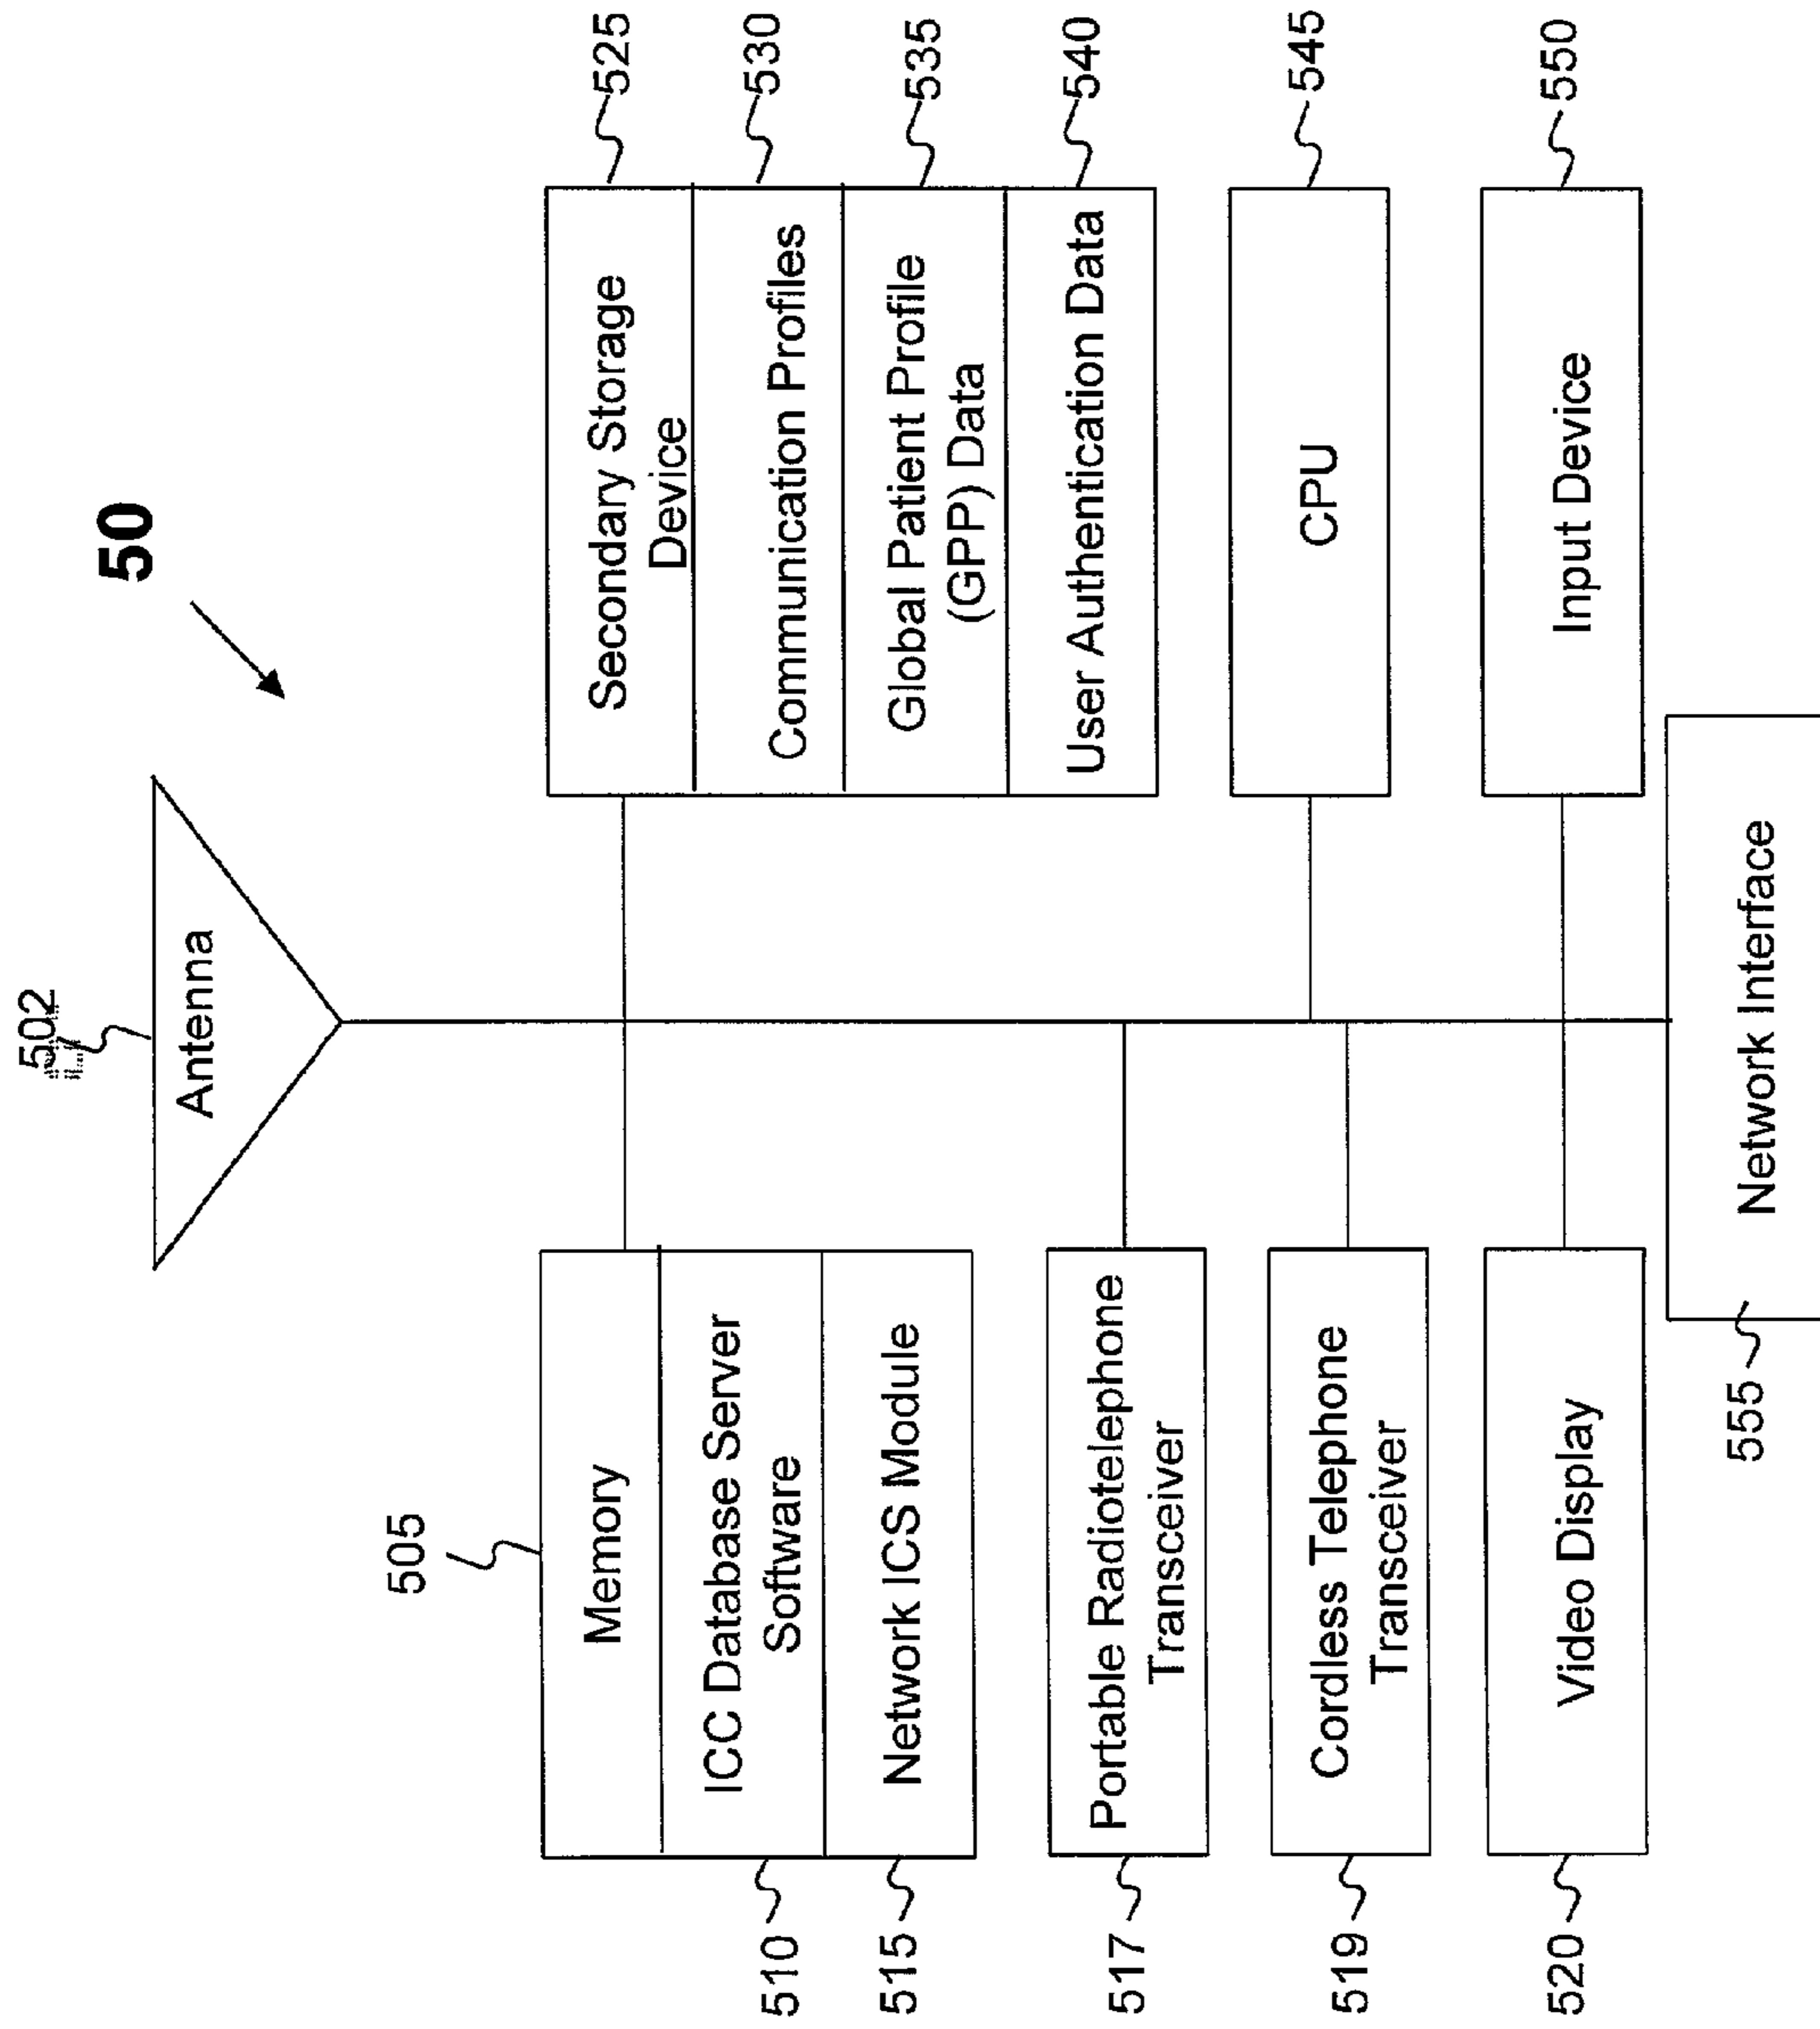 50
502
Antenna
505
Memory
ICC Database Server
Software
510
Network ICS Module
515
Portable Radiotelephone
Transceiver
517
Cordless Telephone
Transceiver
519
Video Display
520
Secondary Storage
Device
525
Communication Profiles
530
Global Patient Profile
(GPP) Data
535
User Authentication Data
540
CPU
545
Input Device
550
Network Interface
555